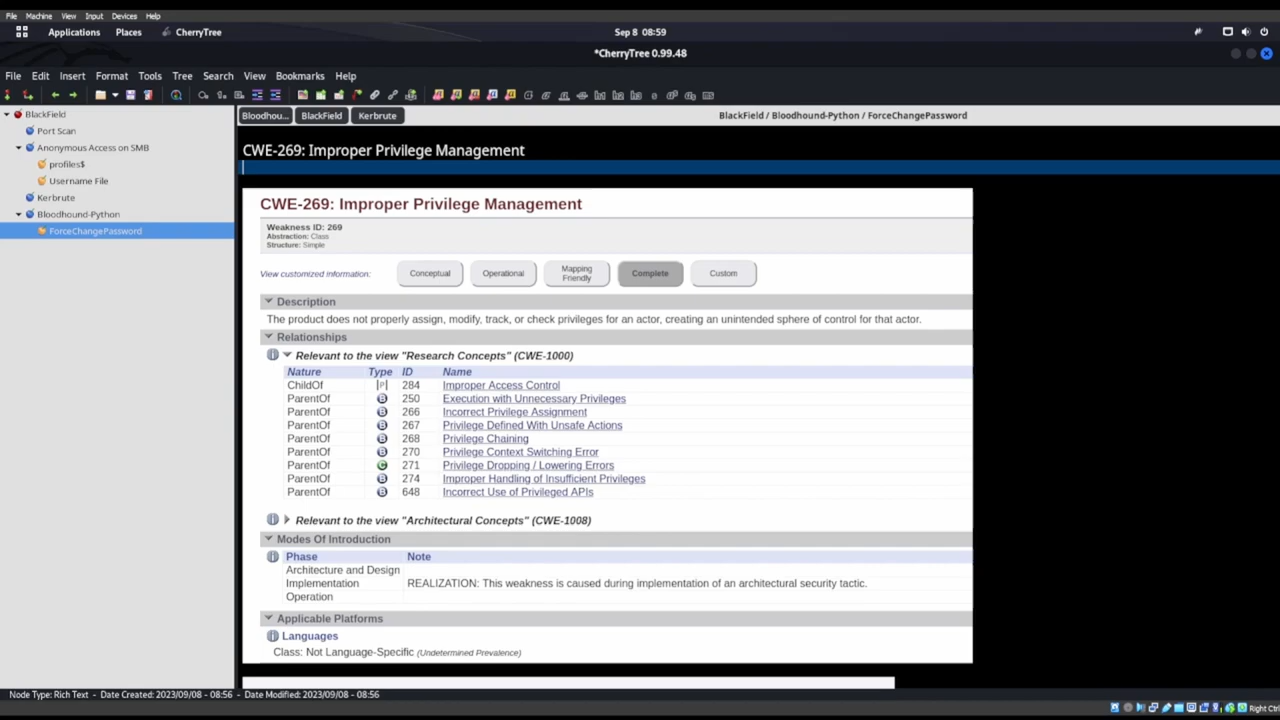 File Machine View Input Devices Help
Applications Places CherryTree Sep 8 08:59
*CherryTree 0.99.48
File Edit Insert Format Tools Tree Search View Bookmarks Help
BlackField
Port Scan
Anonymous Access on SMB
profiles$
Username File
Kerbrute
Bloodhound-Python
ForceChangePassword
Bloodhou... BlackField Kerbrute BlackField / Bloodhound-Python / ForceChangePassword
CWE-269: Improper Privilege Management
CWE-269: Improper Privilege Management
Weakness ID: 269
Abstraction: Class
Structure: Simple
View customized information: Conceptual Operational Mapping Friendly Complete Custom
Description
The product does not properly assign, modify, track, or check privileges for an actor, creating an unintended sphere of control for that actor.
Relationships
Relevant to the view "Research Concepts" (CWE-1000)
Nature Type ID Name
ChildOf P 284 Improper Access Control
ParentOf B 250 Execution with Unnecessary Privileges
ParentOf B 266 Incorrect Privilege Assignment
ParentOf B 267 Privilege Defined With Unsafe Actions
ParentOf B 268 Privilege Chaining
ParentOf B 270 Privilege Context Switching Error
ParentOf C 271 Privilege Dropping / Lowering Errors
ParentOf B 274 Improper Handling of Insufficient Privileges
ParentOf B 648 Incorrect Use of Privileged APIs
Relevant to the view "Architectural Concepts" (CWE-1008)
Modes Of Introduction
Phase Note
Architecture and Design
Implementation REALIZATION: This weakness is caused during implementation of an architectural security tactic.
Operation
Applicable Platforms
Languages
Class: Not Language-Specific (Undetermined Prevalence)
Node Type: Rich Text - Date Created: 2023/09/08 - 08:56 - Date Modified: 2023/09/08 - 08:56
Right Ctrl